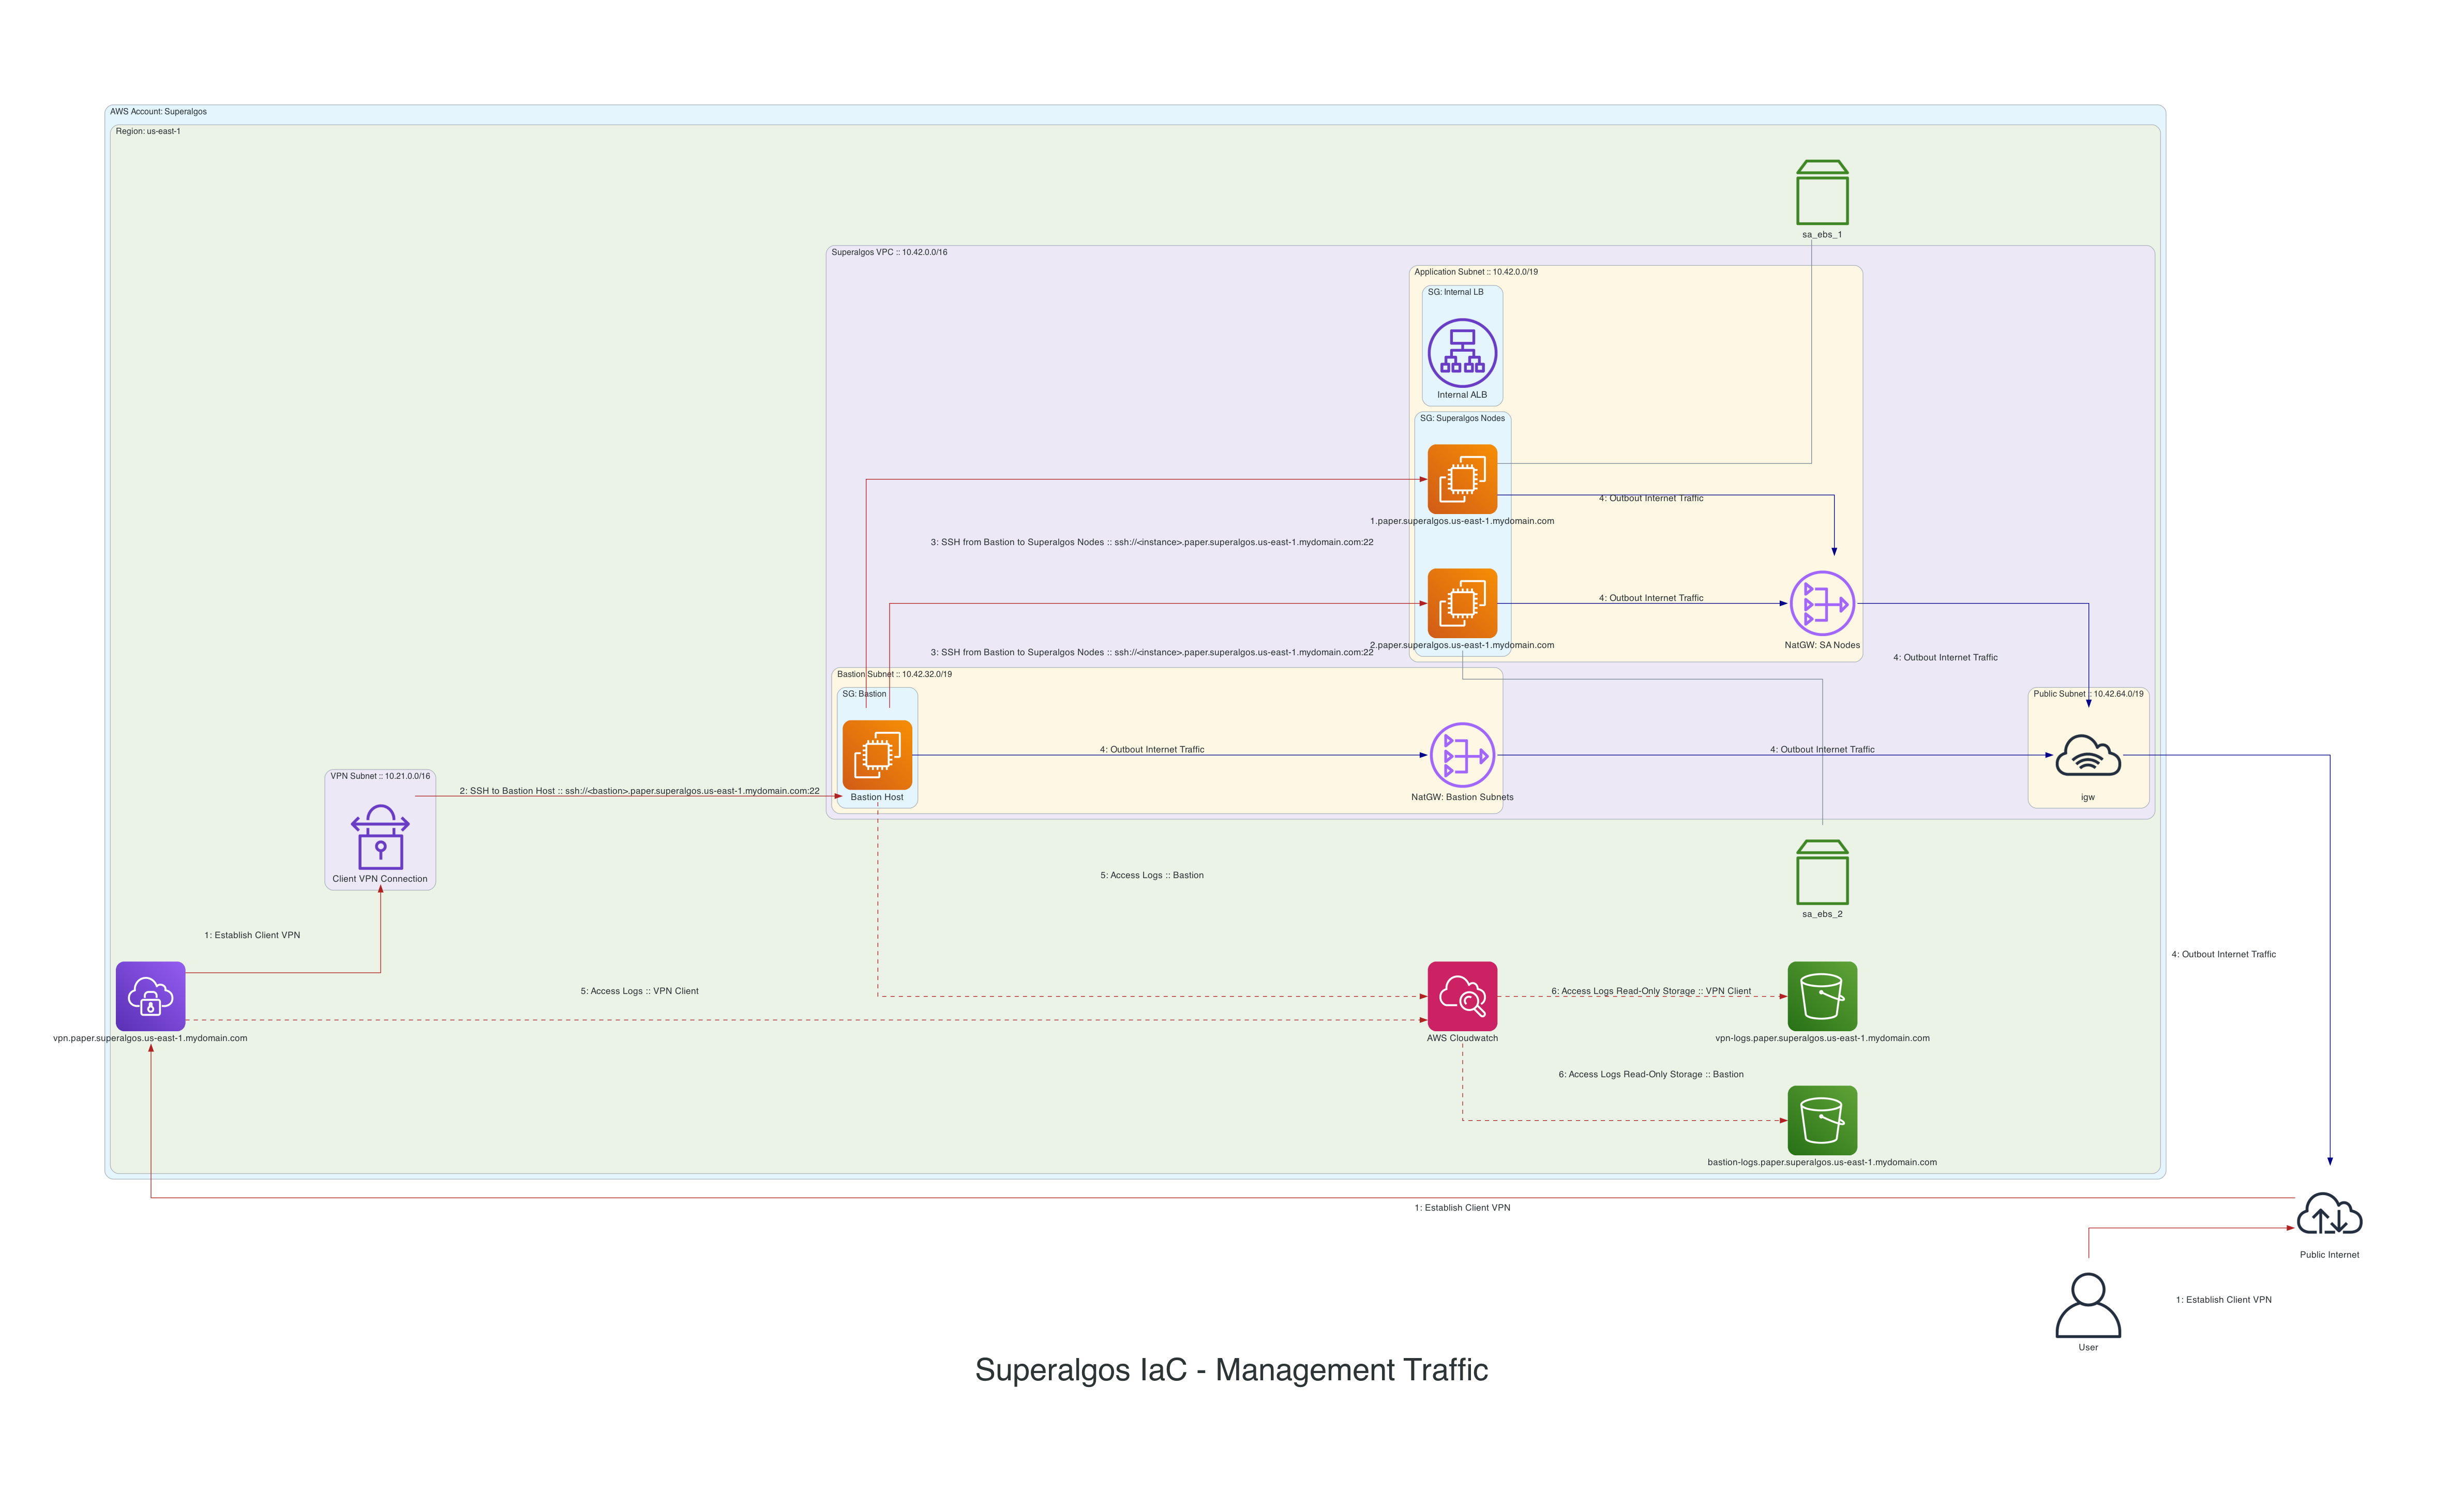 AWS Account: Superalgos
Region: us-east-1
sa_ebs_1
Superalgos VPC :: 10.42.0.0/16
Application Subnet :: 10.42.0.0/19
SG: Internal LB
Internal ALB
SG: Superalgos Nodes
4: Outbout Internet Traffic
1.paper.superalgos.us-east-1.mydomain.com
3: SSH from Bastion to Superalgos Nodes :: ssh://<instance>.paper.superalgos.us-east-1.mydomain.com:22
4: Outbout Internet Traffic
2.paper.superalgos.us-east-1.mydomain.com
NatGW: SA Nodes
3: SSH from Bastion to Superalgos Nodes :: ssh://<instance>.paper.superalgos.us-east-1.mydomain.com:22
4: Outbout Internet Traffic
Bastion Subnet :: 10.42.32.0/19
SG: Bastion
Public Subnet :: 10.42.64.0/19
4: Outbout Internet Traffic
4: Outbout Internet Traffic
VPN Subnet :: 10.21.0.0/16
2: SSH to Bastion Host :: ssh://<bastion>.paper.superalgos.us-east-1.mydomain.com:22
Bastion Host
NatGW: Bastion Subnets
igw
Client VPN Connection
5: Access Logs :: Bastion
sa_ebs_2
1: Establish Client VPN
4: Outbout Internet Traffic
5: Access Logs :: VPN Client
6: Access Logs Read-Only Storage :: VPN Client
vpn.paper.superalgos.us-east-1.mydomain.com
AWS Cloudwatch
vpn-logs.paper.superalgos.us-east-1.mydomain.com
6: Access Logs Read-Only Storage :: Bastion
bastion-logs.paper.superalgos.us-east-1.mydomain.com
1: Establish Client VPN
Public Internet
1: Establish Client VPN
User
Superalgos IaC - Management Traffic